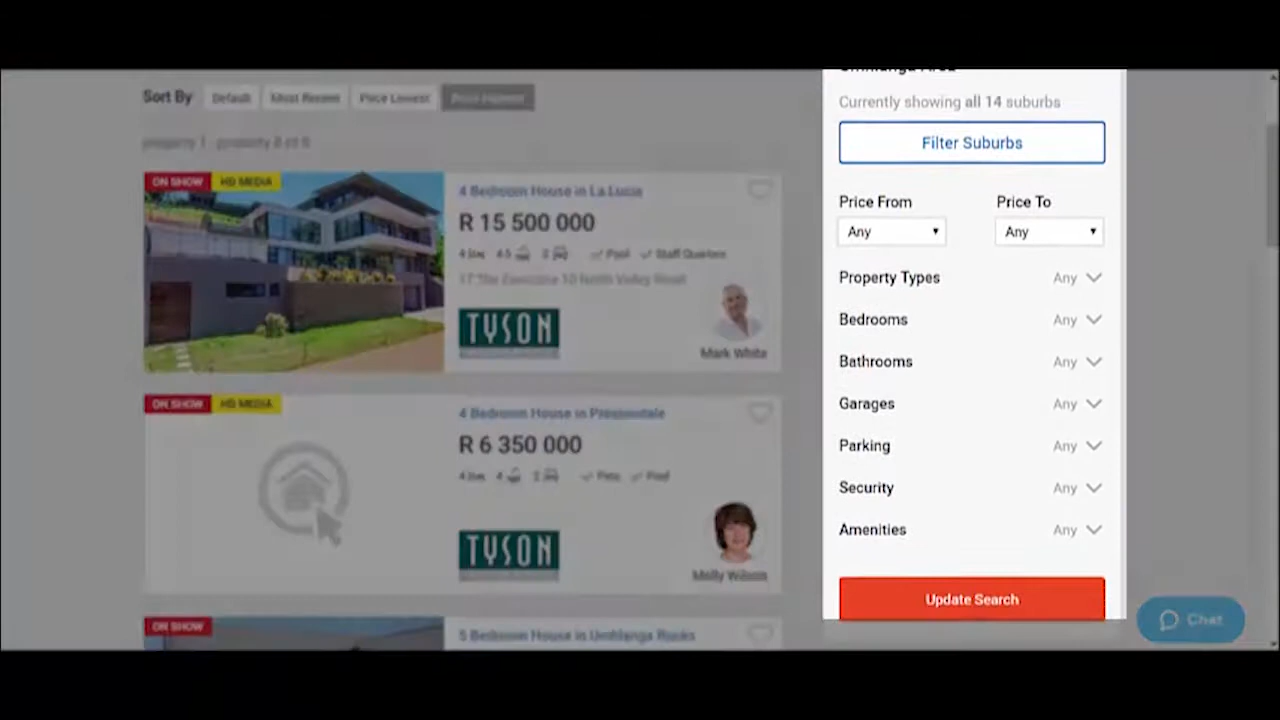 Sort By Default Most Recent Price Lowest Price Highest
ON SHOW HD MEDIA
4 Bedroom House in La Lucia
R 15 500 000
Pool Staff Quarters
TYSON
Mark White
ON SHOW HD MEDIA
R 6 350 000
4 Bedroom House in
Pets Pool
TYSON
Molly Wilson
ON SHOW
5 Bedroom House in Umhlanga Rocks
Umhlanga Area
Currently showing all 14 suburbs
Filter Suburbs
Price From Price To
Any Any
Property Types Any
Bedrooms Any
Bathrooms Any
Garages Any
Parking Any
Security Any
Amenities Any
Update Search
Chat